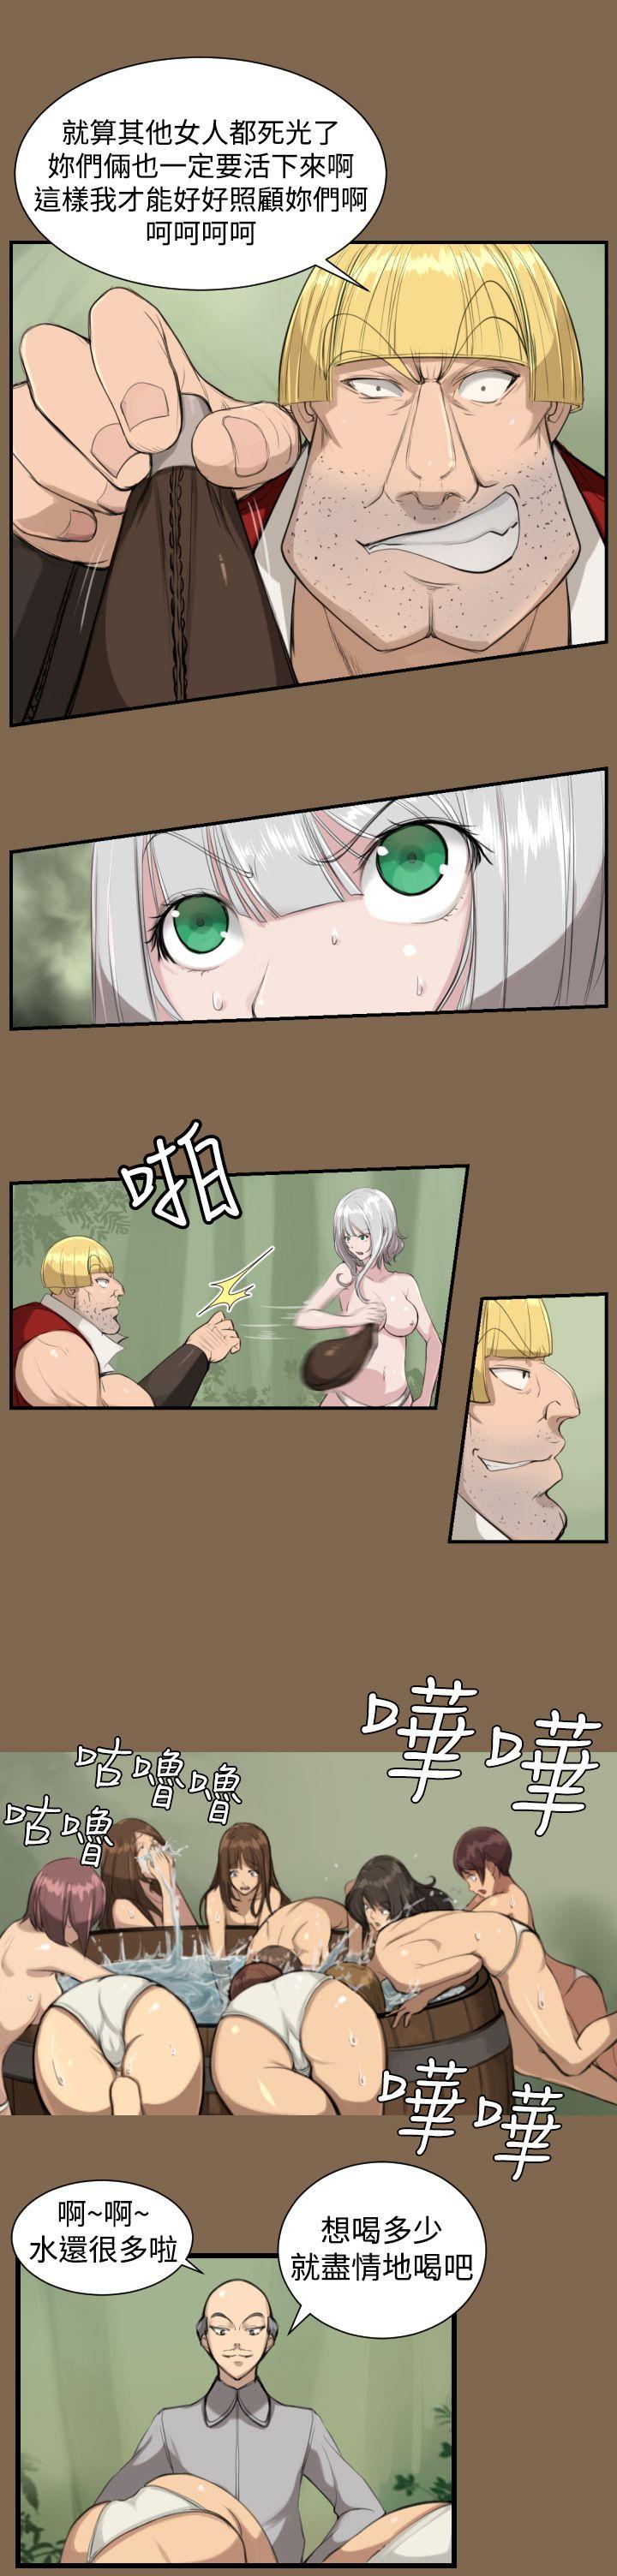 就算其他女人都死光了
妳們倆也一定要活下來啊
這樣我才能好好照顧妳們啊
呵呵呵呵
啪
嘩嘩
咕嚕嚕
咕嚕
嘩嘩
啊~啊~
水還很多啦
想喝多少
就盡情地喝吧